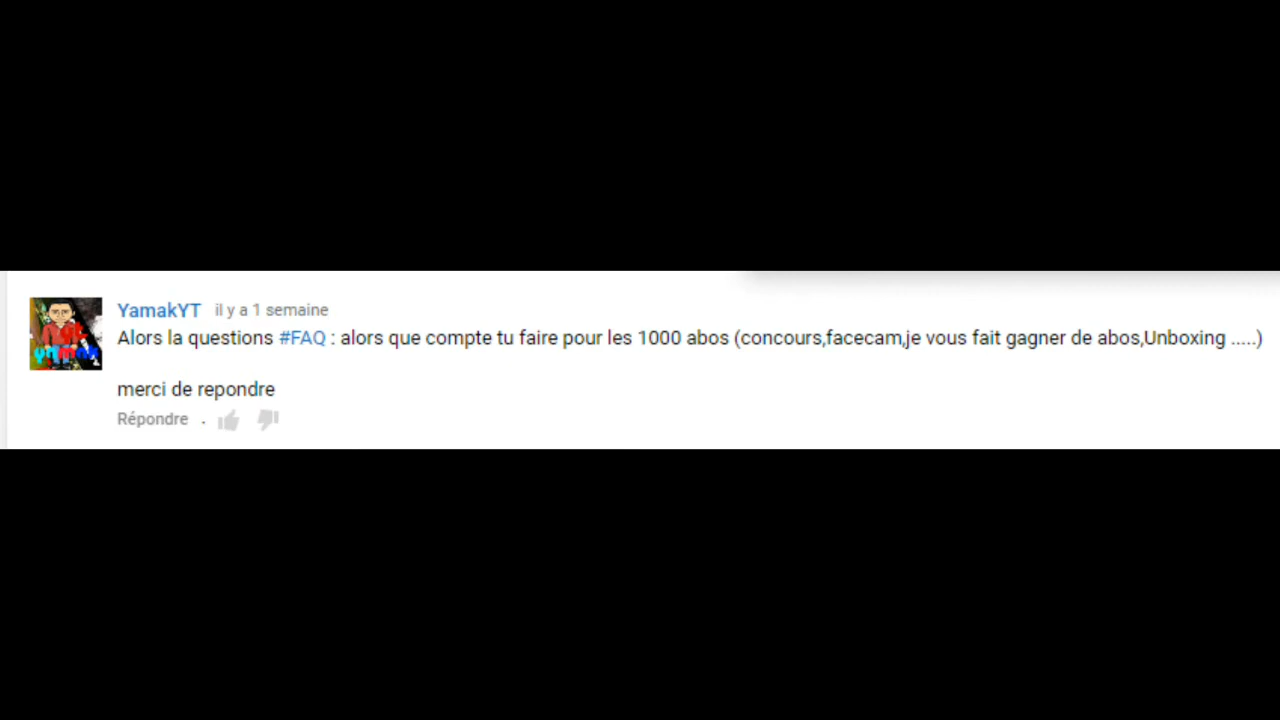 YamakYT il y a 1 semaine
Alors la questions #FAQ : alors que compte tu faire pour les 1000 abos (concours,facecam,je vous fait gagner de abos,Unboxing .....)
merci de repondre
Répondre .